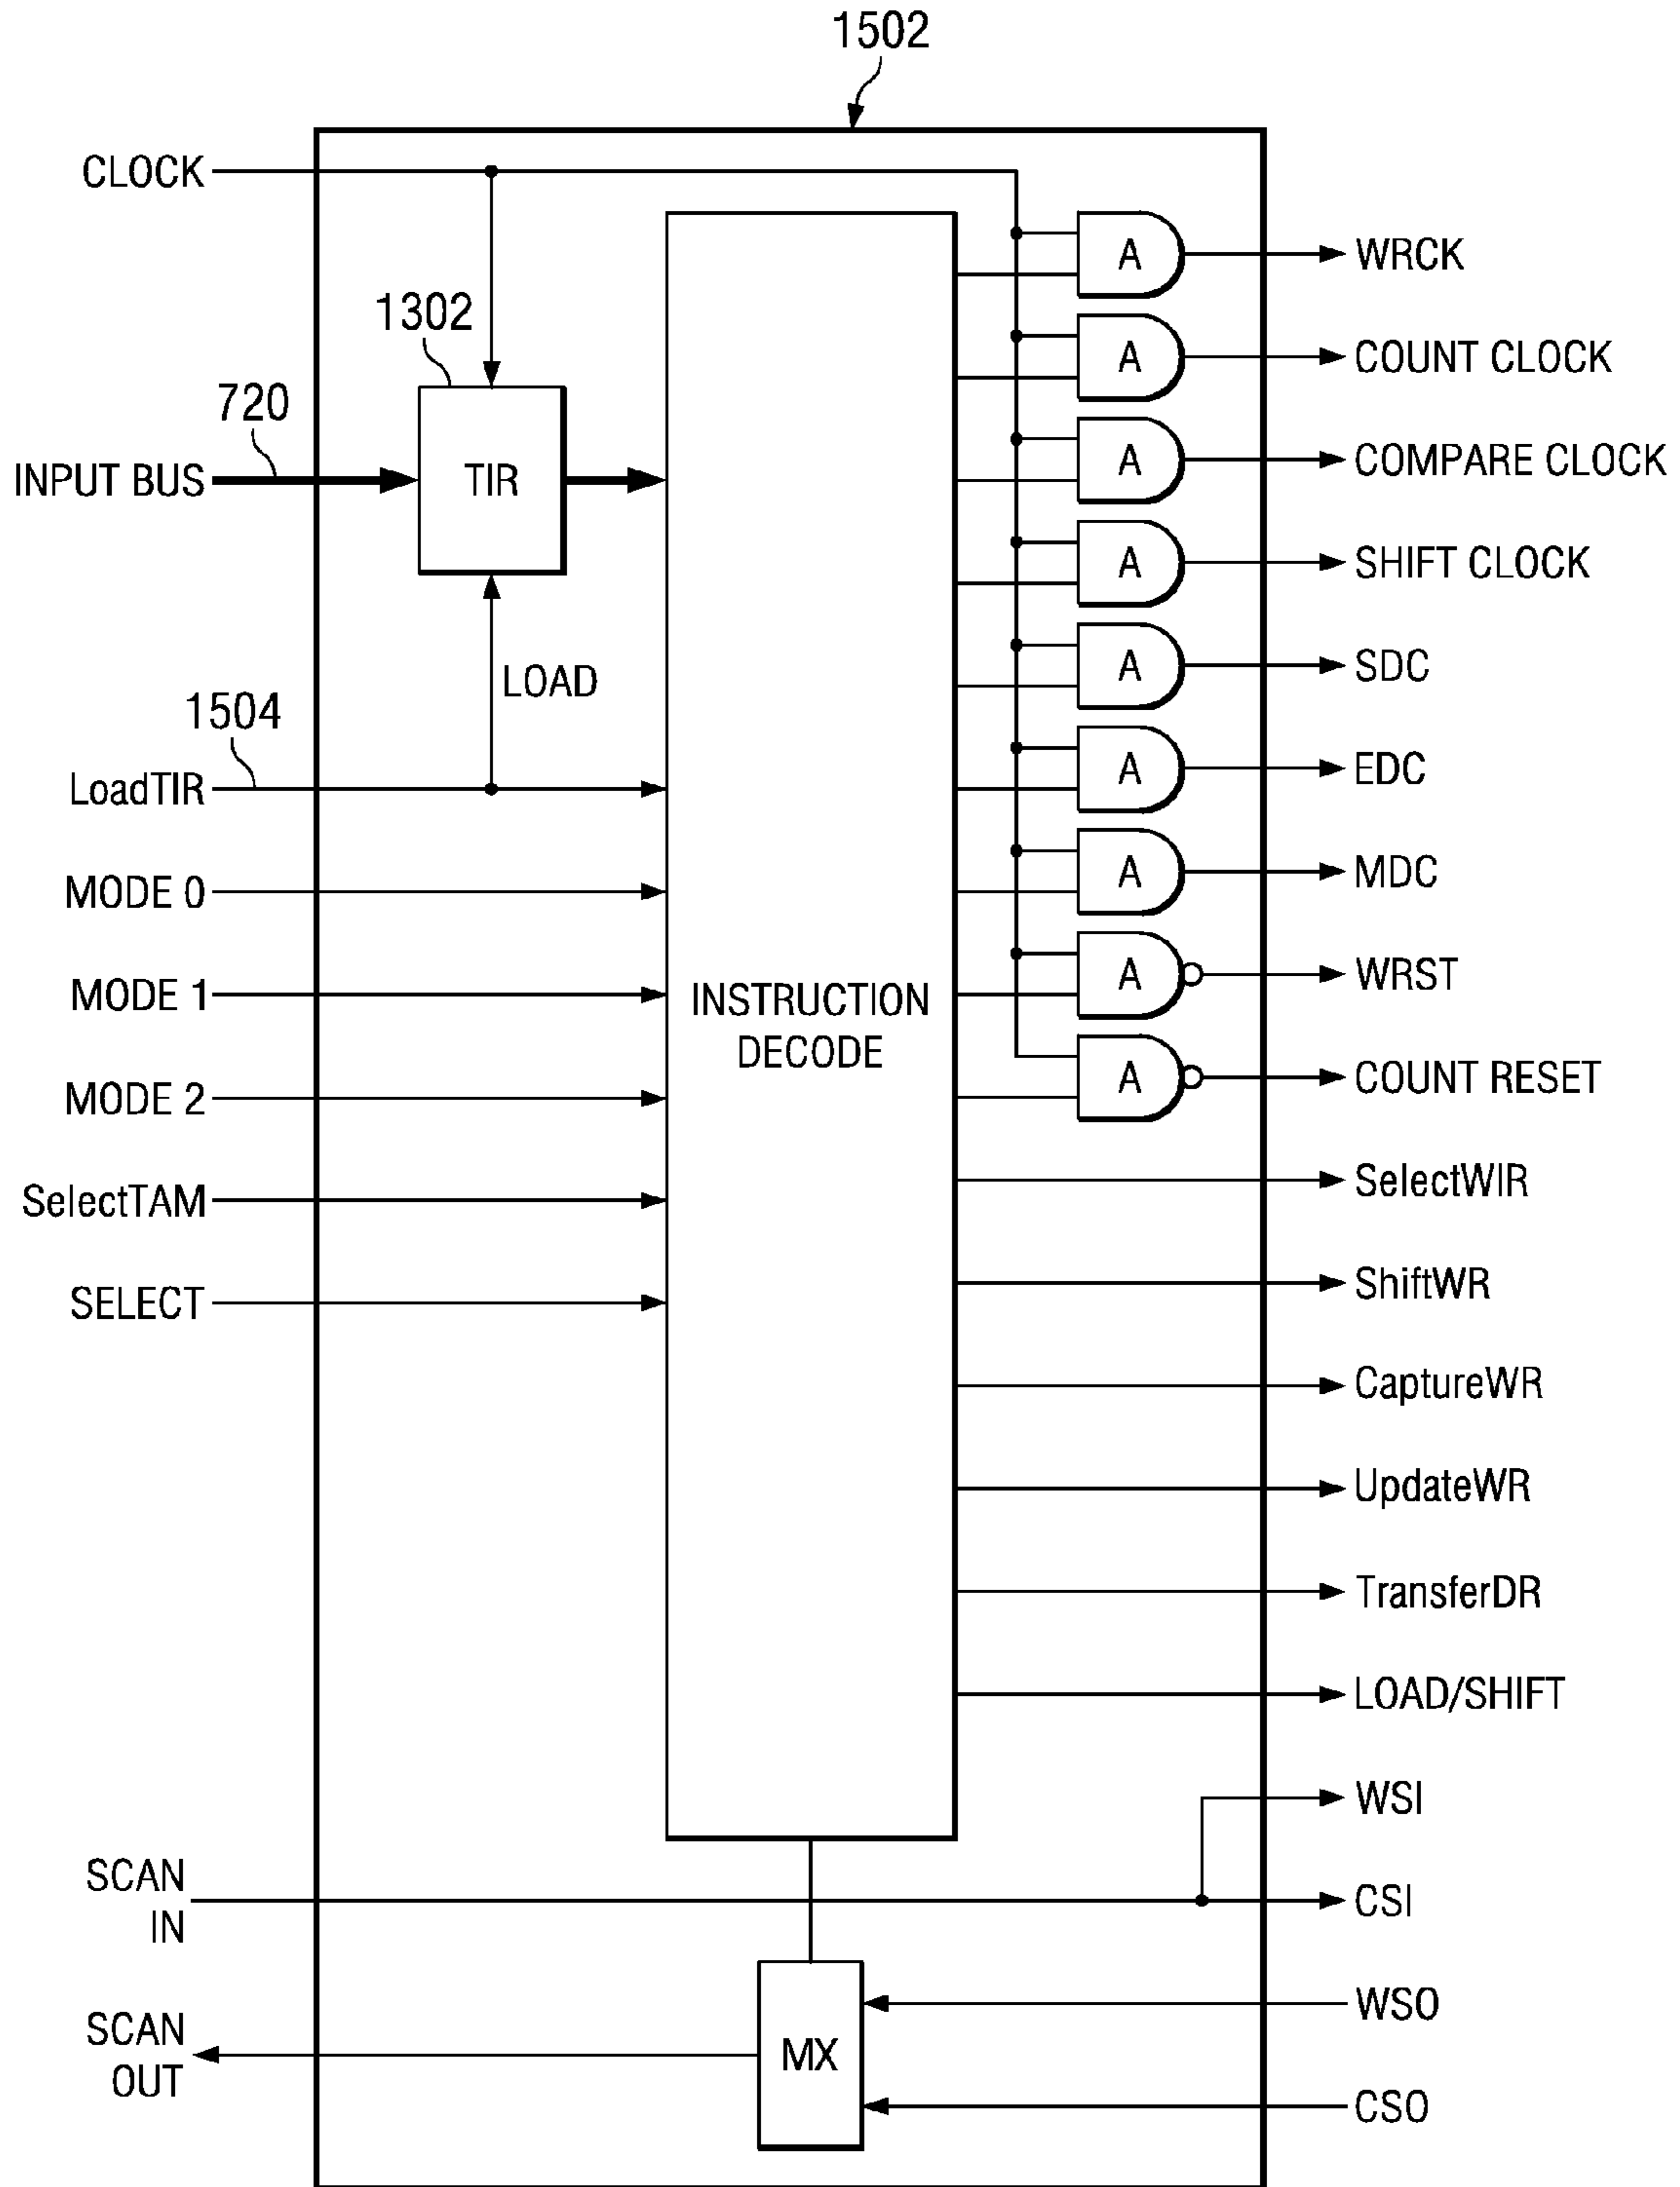 1502
CLOCK
A
WRCK
1302
A
COUNT CLOCK
720
INPUT BUS
TIR
A
COMPARE CLOCK
A
SHIFT CLOCK
LOAD
A
SDC
1504
LoadTIR
A
EDC
MODE 0
A
MDC
MODE 1
INSTRUCTION
DECODE
A
WRST
MODE 2
A
COUNT RESET
SelectTAM
SelectWIR
SELECT
ShiftWR
CaptureWR
UpdateWR
TransferDR
LOAD/SHIFT
WSI
SCAN
IN
CSI
SCAN
OUT
MX
WSO
CSO